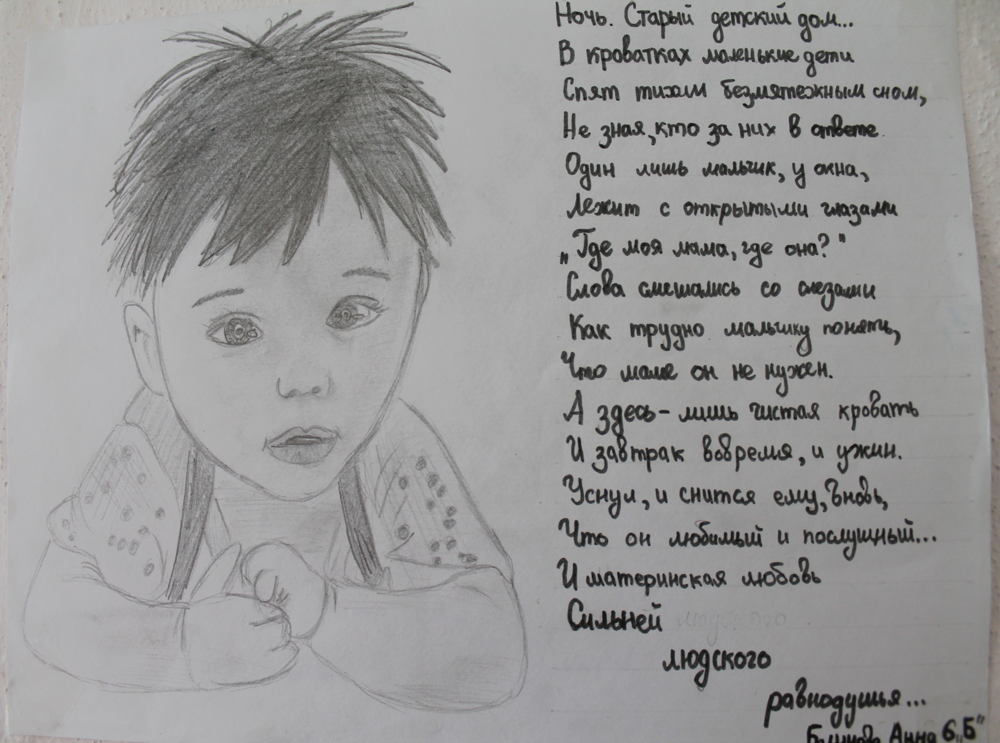 Ночь. Старый детский дом...
В кроватках маленькие дети
Спят тихим безмятежным сном,
Не зная, кто за них в ответе.
Один лишь мальчик, у окна,
Лежит с открытыми глазами
„Где моя мама, где она?"
Слова смешались со слезами
Как трудно мальчику понять,
Что маме он не нужен.
А здесь - лишь чистая кровать
И завтрак вовремя, и ужин.
Уснул, и снится ему, вновь,
Что он любимый и послушный...
И материнская любовь
Сильней людского
людского
равнодушья...
Анна 6„Б"